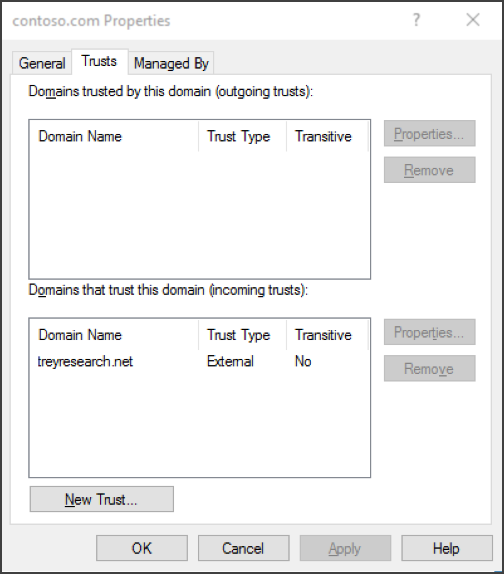 contoso.com Properties ? ×
General Trusts Managed By
Domains trusted by this domain (outgoing trusts):
Domain Name Trust Type Transitive Properties...
Remove
Domains that trust this domain (incoming trusts):
Domain Name Trust Type Transitive Properties...
treyresearch.net External No Remove
New Trust...
OK Cancel Apply Help